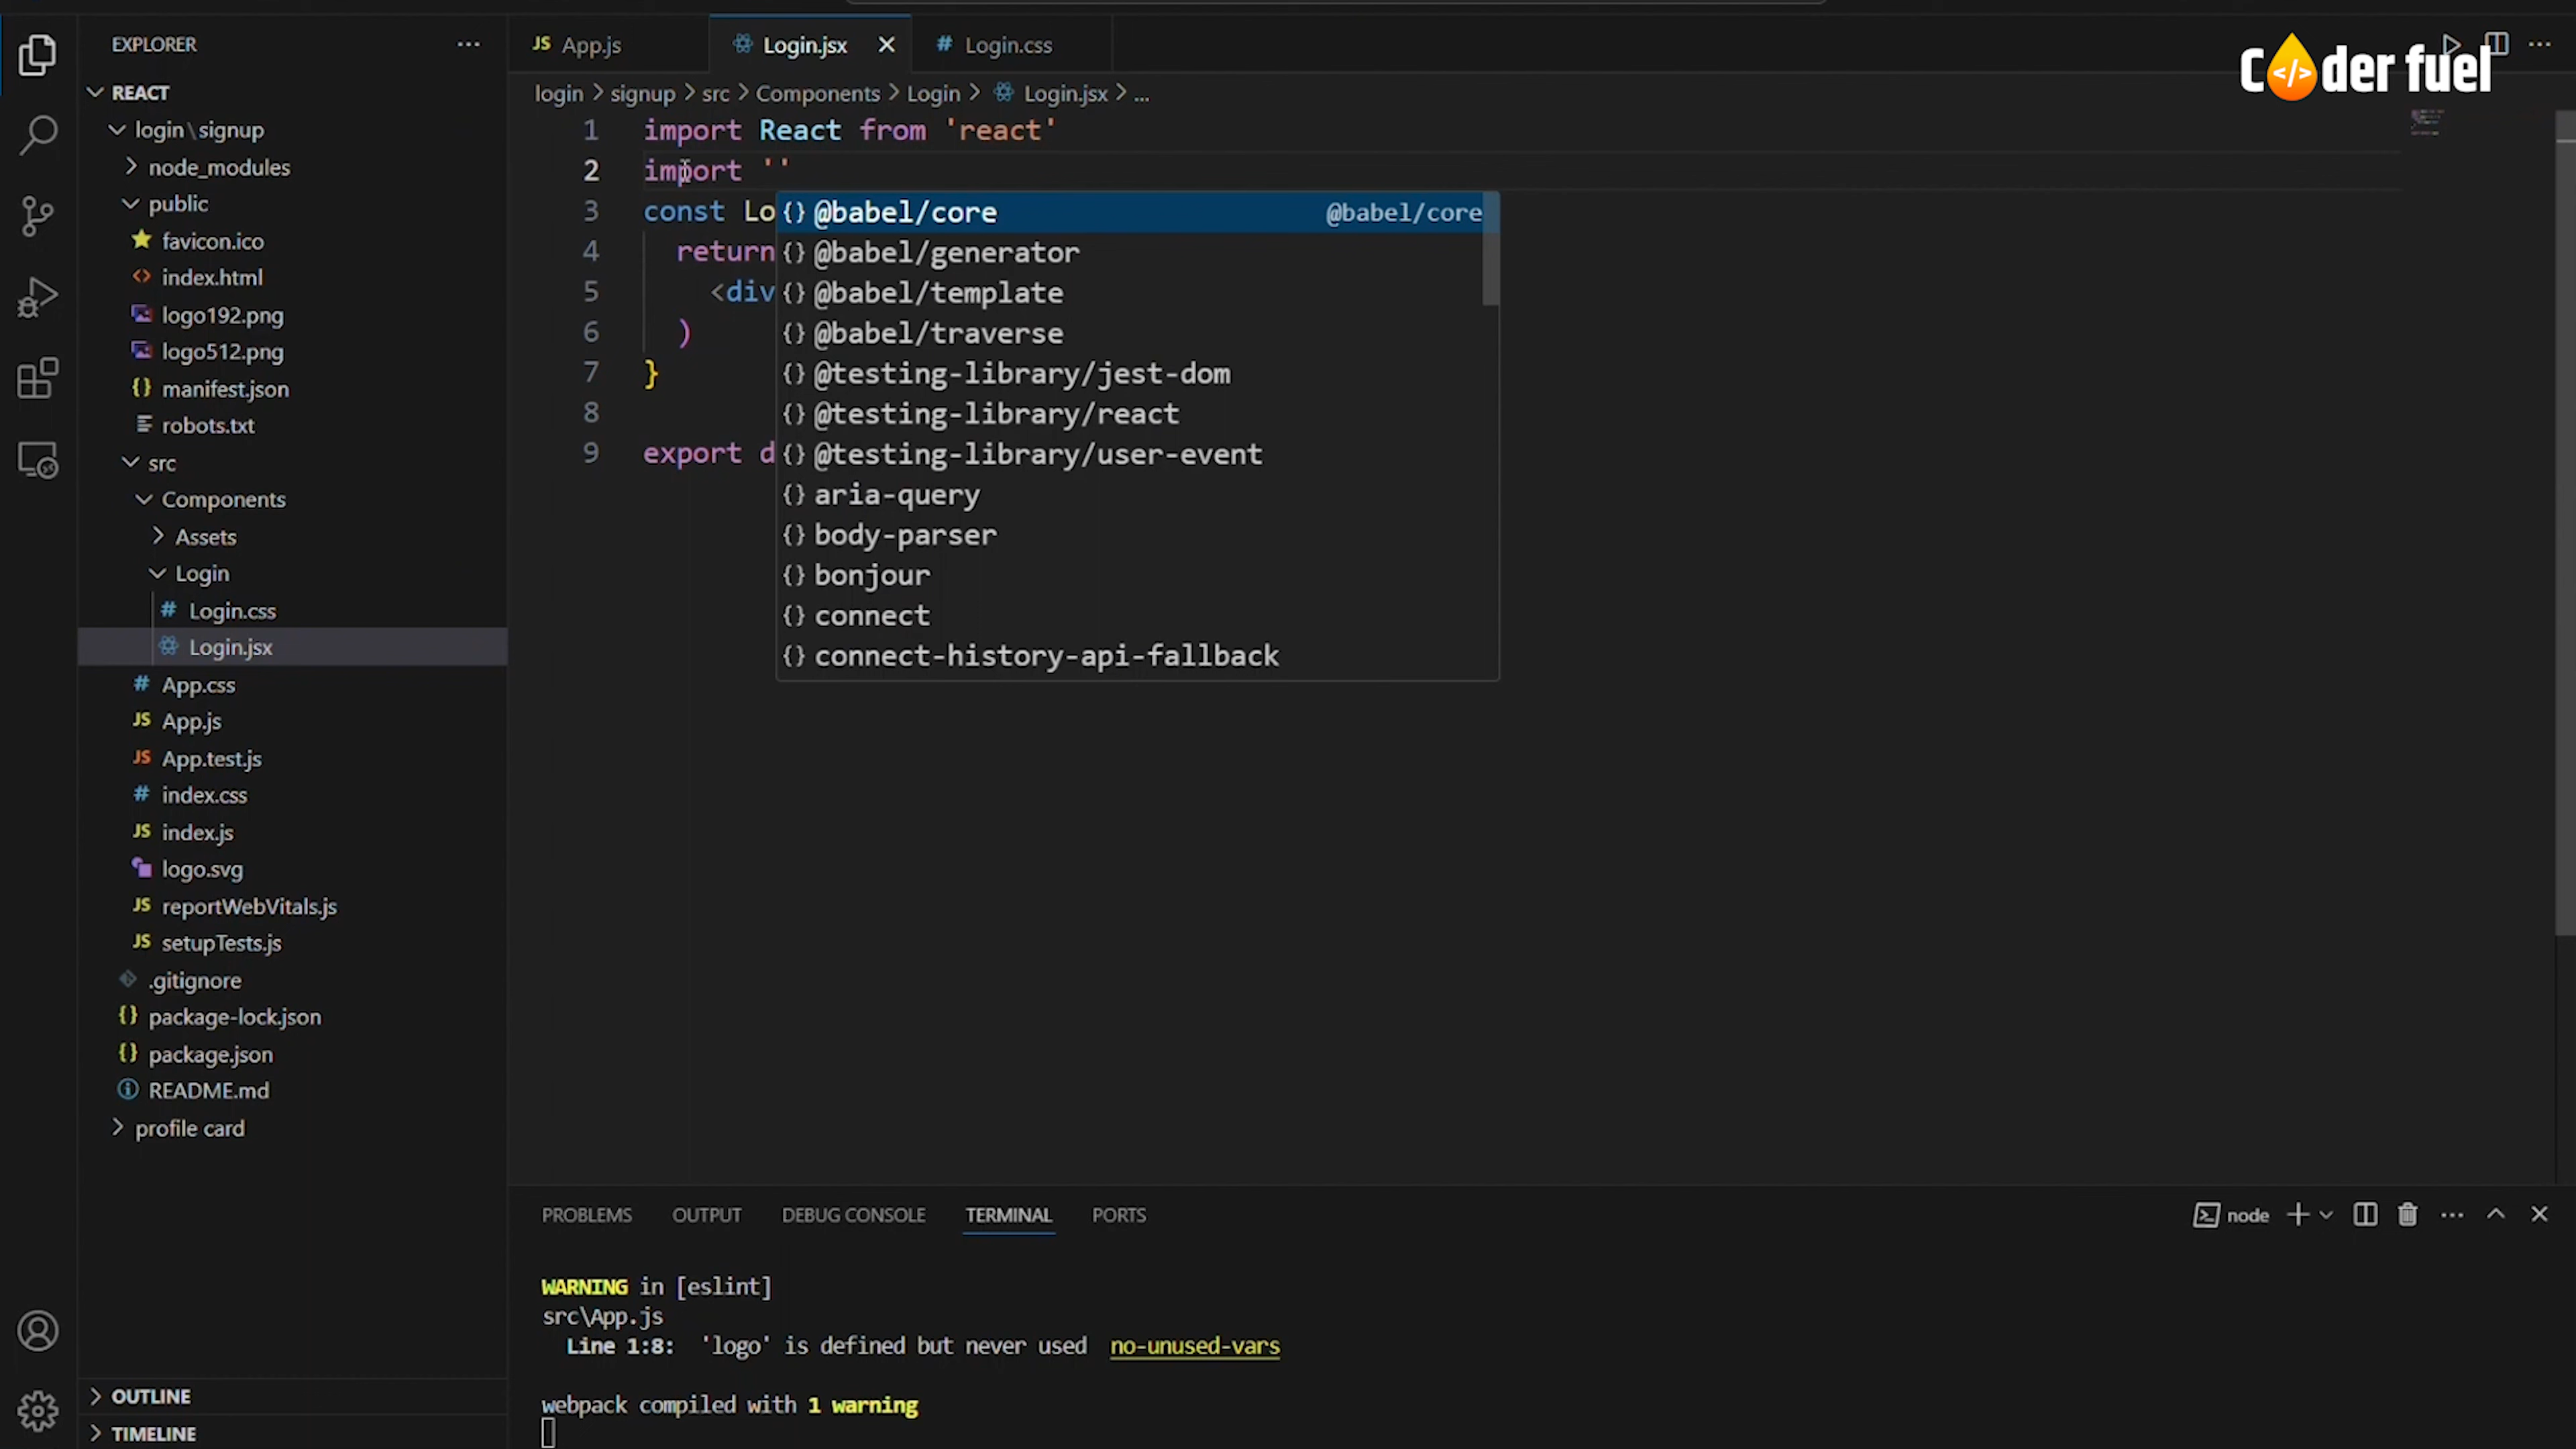 EXPLORER
REACT
login\signup
node_modules
public
favicon.ico
index.html
logo192.png
logo512.png
manifest.json
robots.txt
src
Components
Assets
Login
Login.css
Login.jsx
App.css
App.js
App.test.js
index.css
index.js
logo.svg
reportWebVitals.js
setupTests.js
.gitignore
package-lock.json
package.json
README.md
profile card
OUTLINE
TIMELINE
App.js
Login.jsx
Login.css
C</>der fuel
login > signup > src > Components > Login > Login.jsx > ...
1 import React from 'react'
2 import ''
3 const Lo
4 return
5 <div
6 )
7 }
8
9 export d
{} @babel/core @babel/core
{} @babel/generator
{} @babel/template
{} @babel/traverse
{} @testing-library/jest-dom
{} @testing-library/react
{} @testing-library/user-event
{} aria-query
{} body-parser
{} bonjour
{} connect
{} connect-history-api-fallback
PROBLEMS OUTPUT DEBUG CONSOLE TERMINAL PORTS
node
WARNING in [eslint]
src\App.js
Line 1:8: 'logo' is defined but never used no-unused-vars
webpack compiled with 1 warning